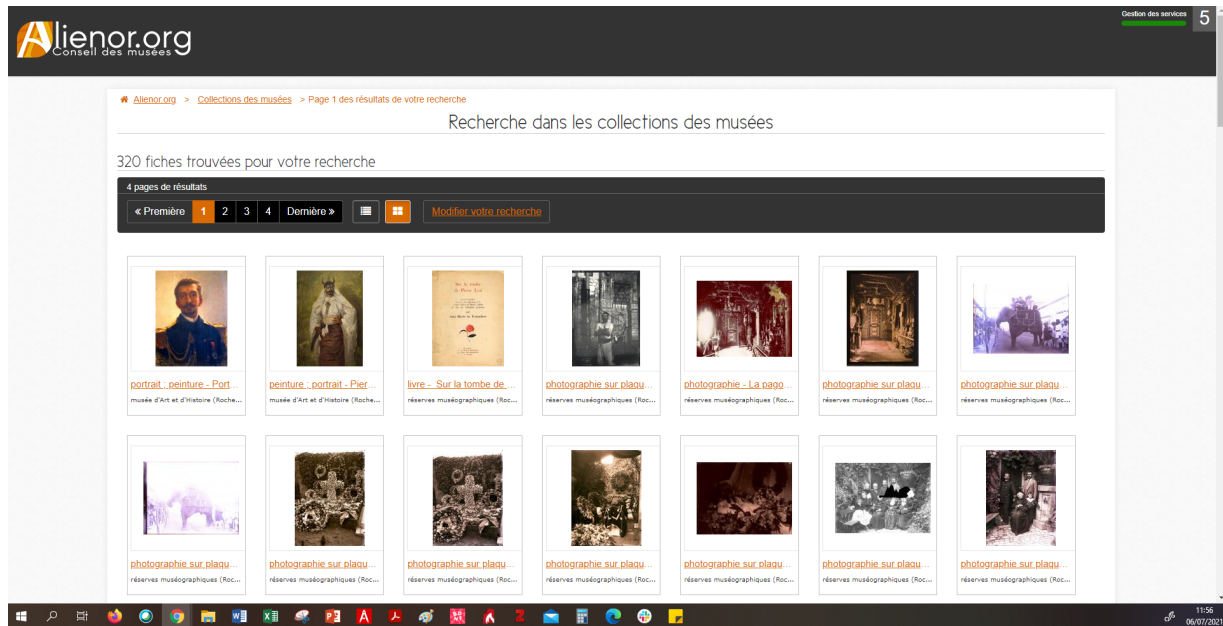 Gestion des services 5
Alienor.org
Conseil des musées
Alienor.org > Collections des musées > Page 1 des résultats de votre recherche
Recherche dans les collections des musées
320 fiches trouvées pour votre recherche
4 pages de résultats
« Première 1 2 3 4 Dernière » Modifier votre recherche
Sur la tombe
de Pierre Loti
portrait ; peinture - Port... peinture ; portrait - Pier... livre - Sur la tombe de ... photographie sur plaqu... photographie - La pago... photographie sur plaqu... photographie sur plaqu...
musée d'Art et d'Histoire (Roche... musée d'Art et d'Histoire (Roche... réserves muséographiques (Roc... réserves muséographiques (Roc... réserves muséographiques (Roc... réserves muséographiques (Roc... réserves muséographiques (Roc...
photographie sur plaqu... photographie sur plaqu... photographie sur plaqu... photographie sur plaqu... photographie sur plaqu... photographie sur plaqu... photographie sur plaqu...
réserves muséographiques (Roc... réserves muséographiques (Roc... réserves muséographiques (Roc... réserves muséographiques (Roc... réserves muséographiques (Roc... réserves muséographiques (Roc... réserves muséographiques (Roc...
11:56
06/07/2021